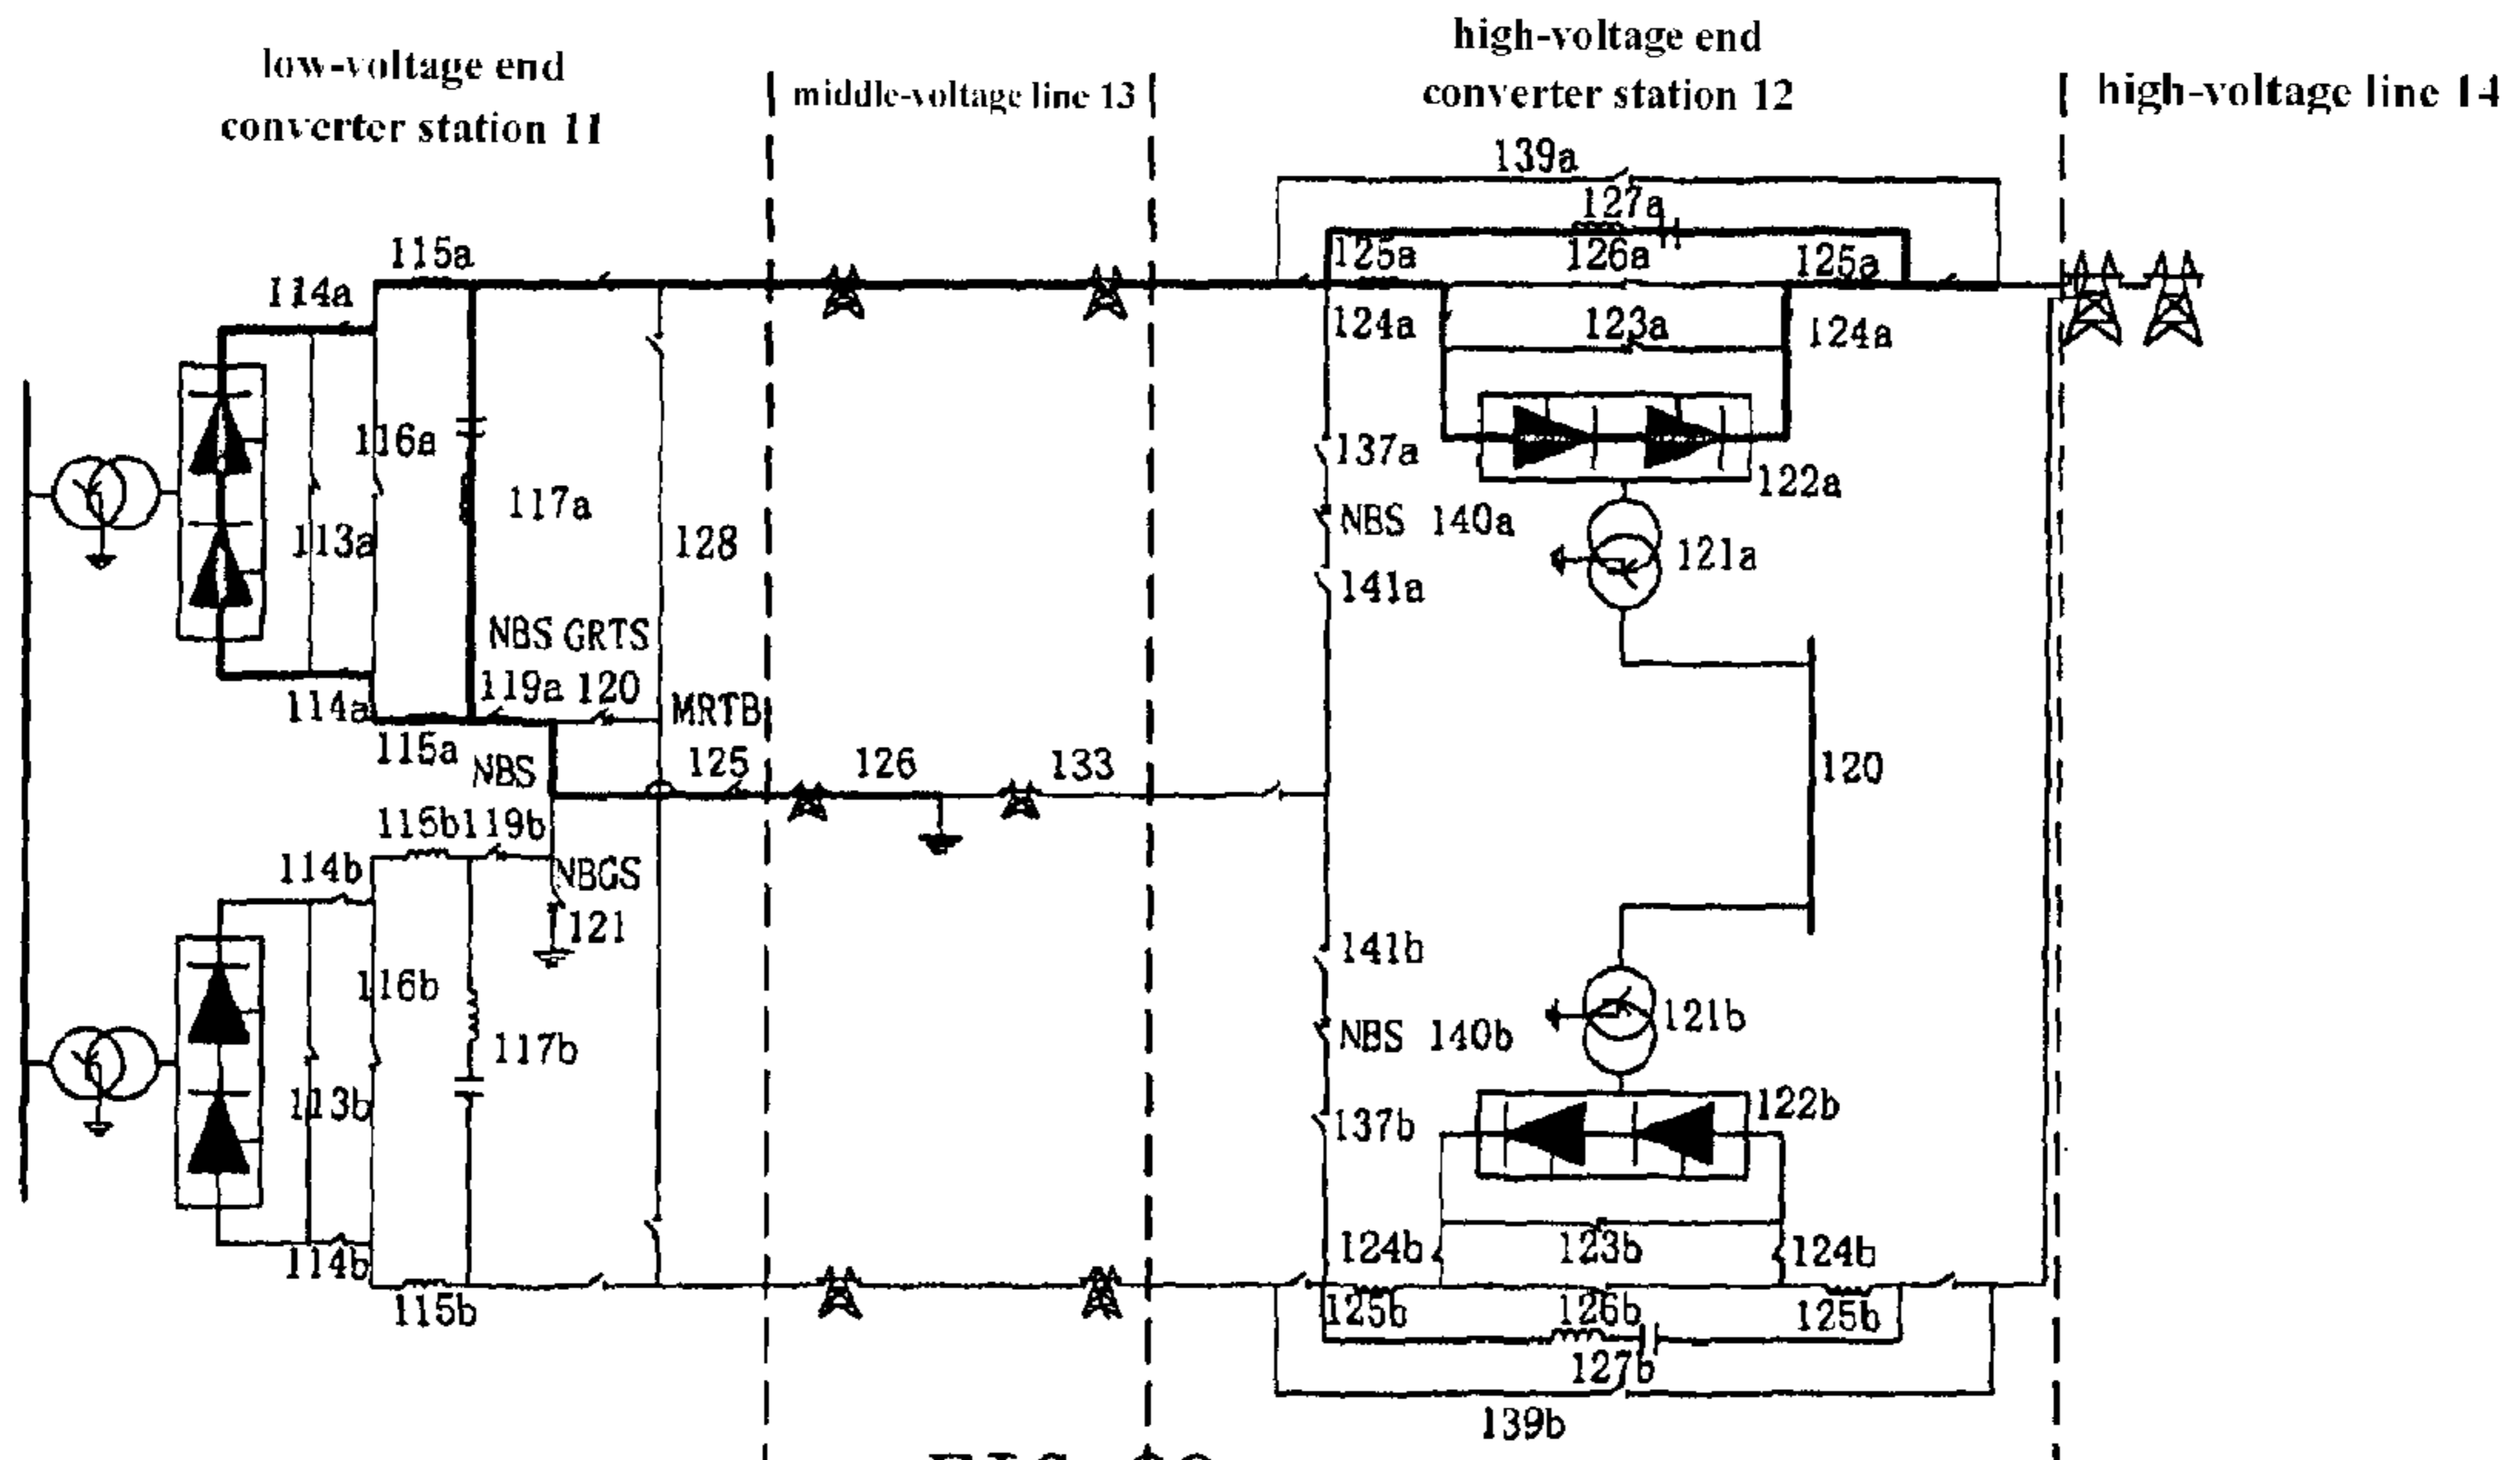 low-voltage end
converter station 11
middle-voltage line 13
high-voltage end
converter station 12
high-voltage line 14
139a
127a
115a
125a
126a
125a
114a
124a
123a
124a
116a
137a
122a
117a
NBS 140a
113a
128
121a
141a
NBS GRTS
114a
119a 120
MRTB
115a
NBS
125
126
133
120
115b 119b
114b
NBGS
121
141b
116b
121b
117b
NBS 140b
113b
137b
122b
114b
124b
123b
124b
115b
125b
126b
125b
127b
139b